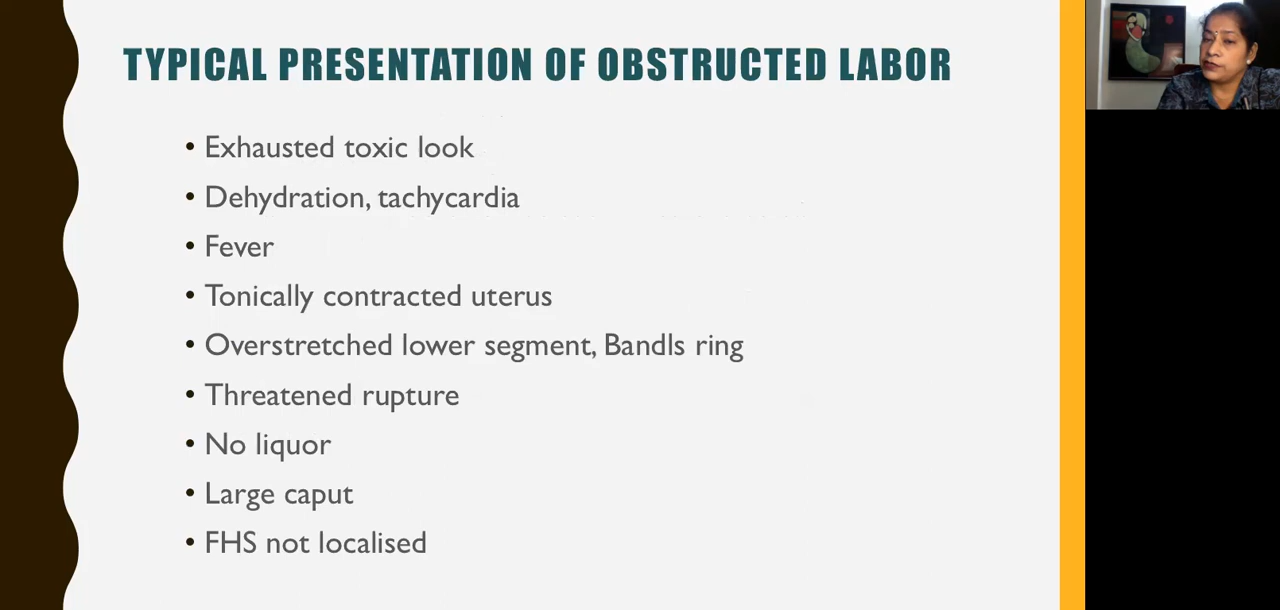 TYPICAL PRESENTATION OF OBSTRUCTED LABOR
• Exhausted toxic look
• Dehydration, tachycardia
• Fever
• Tonically contracted uterus
• Overstretched lower segment, Bandls ring
• Threatened rupture
• No liquor
• Large caput
• FHS not localised